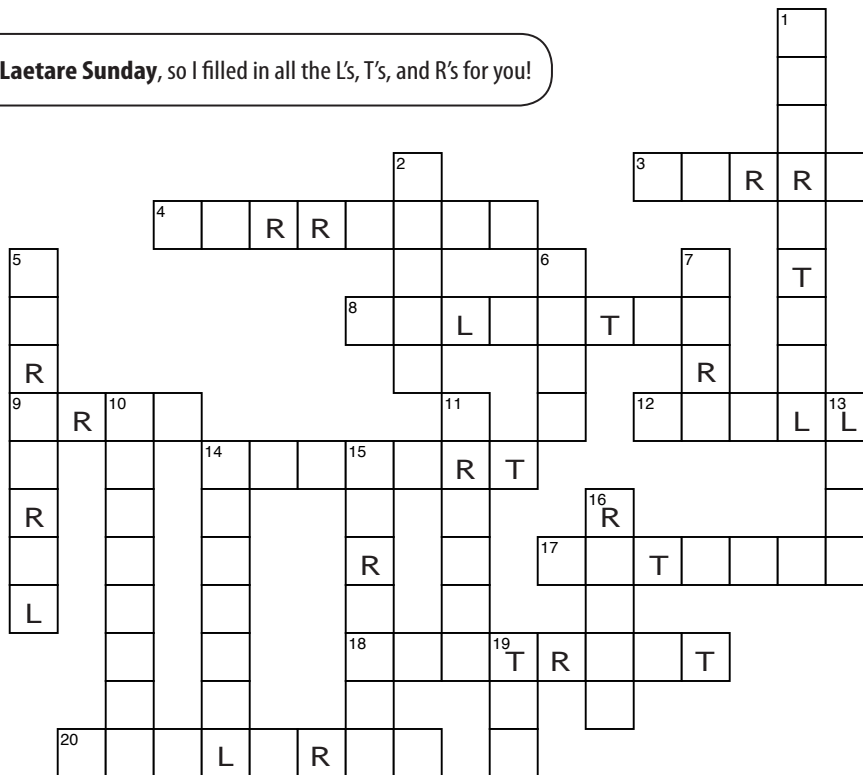 Laetare Sunday, so I filled in all the L’s, T’s, and R’s for you!
1
2 3 R R
4 R R
5 6 7 T
8 L T
R R
9 R 10 11 12 L 13 L
14 15 R T
R 16 R
R 17 T
L
18 19 T R T
20 L R